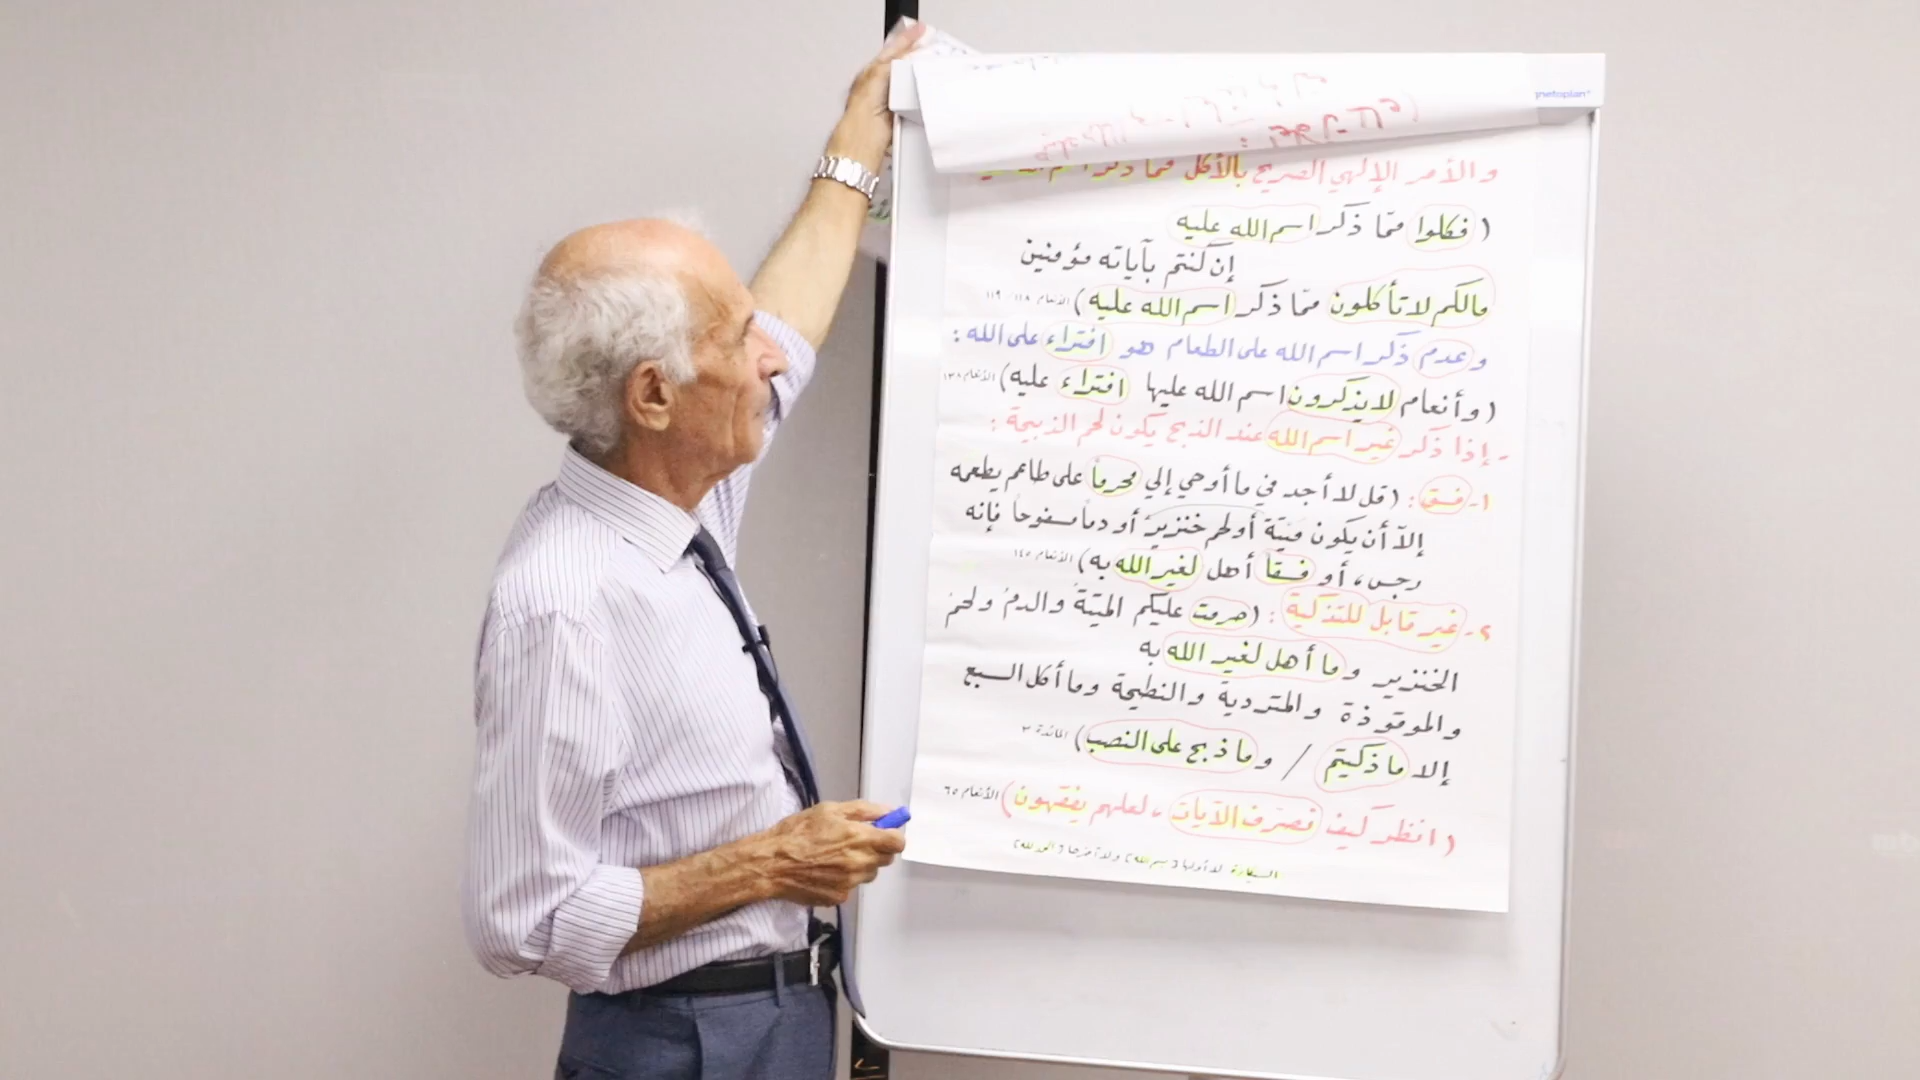 magnetoplan
والأمر الإلهي الصريح بالأكل مما ذكر اسم
(فكلوا ممّا ذكر اسم الله عليه
إن كنتم بآياته مؤمنين
مالكم لا تأكلون ممّا ذكر اسم الله عليه) الأنعام ١١٨/١١٩
وعدم ذكر اسم الله على الطعام هو افتراء على الله:
(وأنعام لا يذكرون اسم الله عليها افتراء عليه) الأنعام ١٣٨
- إذا ذكر غير اسم الله عند الذبح يكون لحم الذبيحة:
١- فسق: (قل لا أجد في ما أوحي إلي محرماً على طاعم يطعمه
إلّا أن يكون ميتة أو لحم خنزير أو دماً مسفوحاً فإنه
رجس، أو فسقاً أهل لغير الله به) الأنعام ١٤٥
٢- غير قابل للتذكية: (حرمت عليكم الميتة والدمُ ولحمُ
الخنزير وما أهل لغير الله به
والموقوذة والمتردية والنطيحة وما أكل السبع
إلا ما ذكيتم / وما ذبح على النصب) المائدة ٣
(انظر كيف نصرّف الآيات، لعلهم يفقهون) الأنعام ٦٥